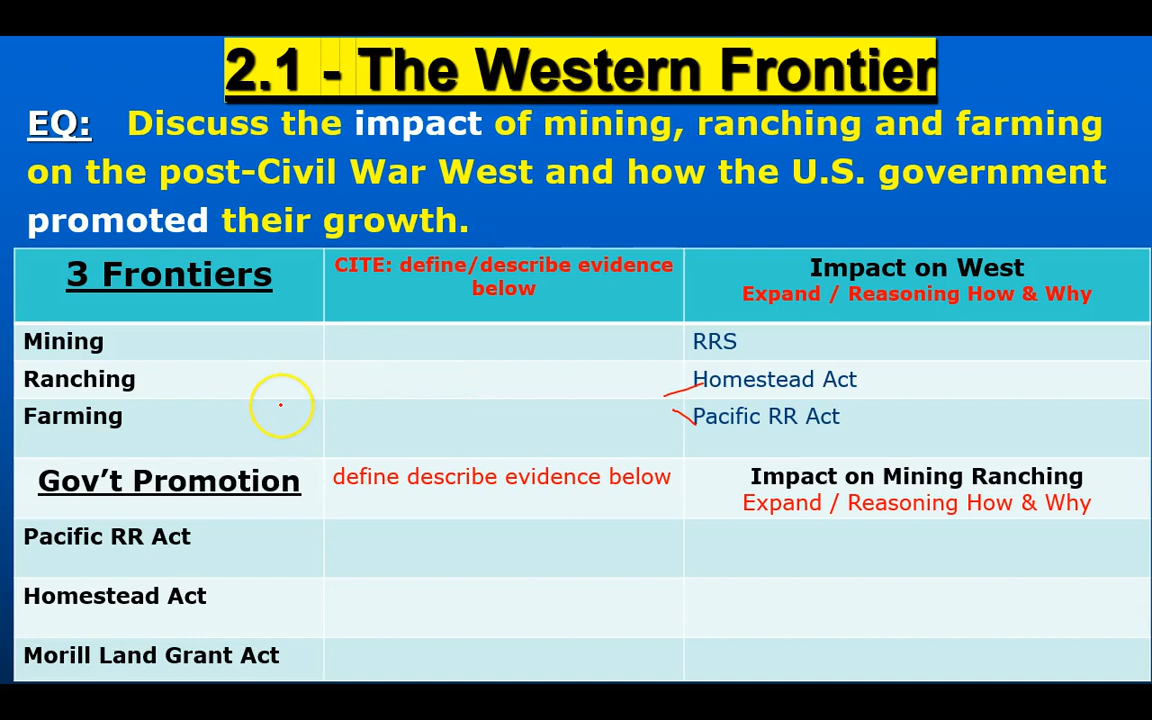 2.1 - The Western Frontier
EQ: Discuss the impact of mining, ranching and farming
on the post-Civil War West and how the U.S. government
promoted their growth.
3 Frontiers
CITE: define/describe evidence
below
Impact on West
Expand / Reasoning How & Why
Mining
RRS
Ranching
Homestead Act
Farming
Pacific RR Act
Gov't Promotion
define describe evidence below
Impact on Mining Ranching
Expand / Reasoning How & Why
Pacific RR Act
Homestead Act
Morill Land Grant Act